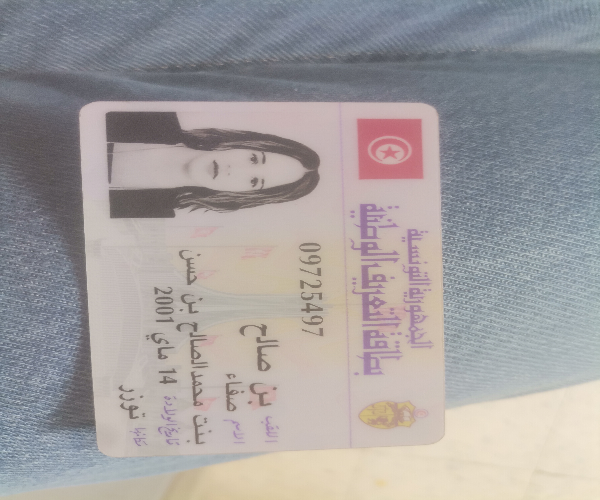 الجمهورية التونسية
بطاقة التعريف الوطنية
09725497
اللقب بن صالح
الاسم صفاء
بنت محمد الصالح بن حسن
تاريخ الولادة 14 ماي 2001
مكانها توزر